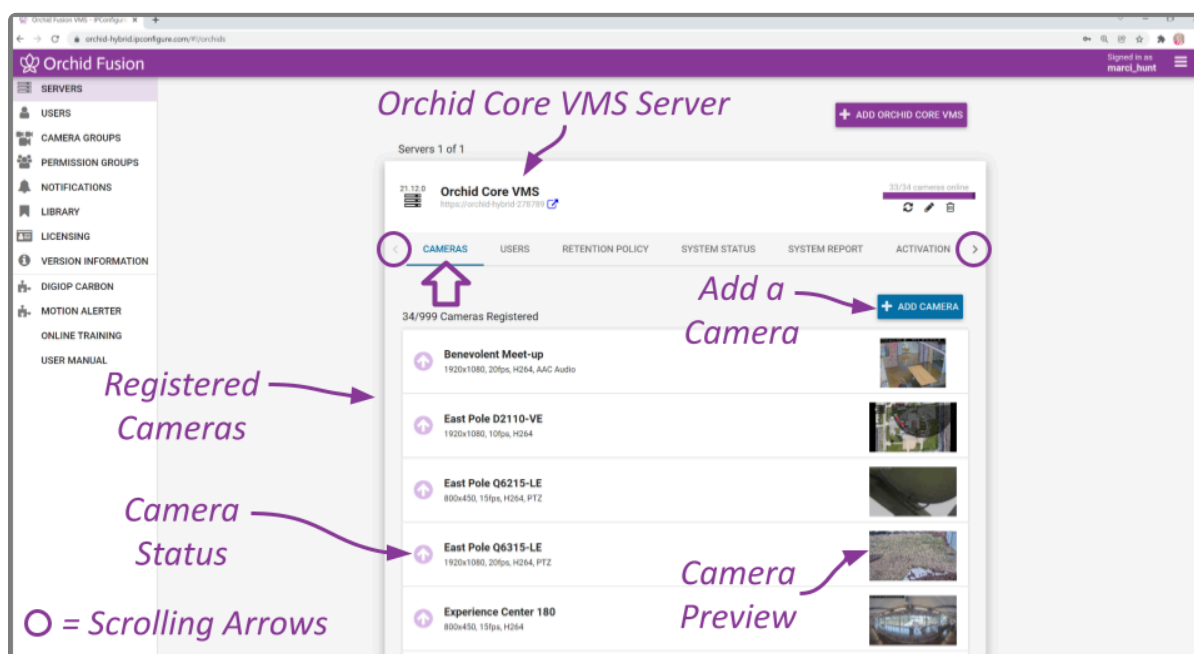 Orchid Fusion VMS - IPConfigu
orchid-hybrid.ipconfigure.com/#!/orchids
Orchid Fusion
Signed in as
marci_hunt
SERVERS
USERS
CAMERA GROUPS
PERMISSION GROUPS
NOTIFICATIONS
LIBRARY
LICENSING
VERSION INFORMATION
DIGIOP CARBON
MOTION ALERTER
ONLINE TRAINING
USER MANUAL
Orchid Core VMS Server
ADD ORCHID CORE VMS
Servers 1 of 1
21.12.0
Orchid Core VMS
https://orchid-hybrid-278789
33/34 cameras online
CAMERAS USERS RETENTION POLICY SYSTEM STATUS SYSTEM REPORT ACTIVATION
Add a
Camera
ADD CAMERA
34/999 Cameras Registered
Benevolent Meet-up
1920x1080, 20fps, H264, AAC Audio
Registered
Cameras
East Pole D2110-VE
1920x1080, 10fps, H264
East Pole Q6215-LE
800x450, 15fps, H264, PTZ
Camera
Status
East Pole Q6315-LE
1920x1080, 20fps, H264, PTZ
Camera
Preview
Experience Center 180
800x450, 15fps, H264
= Scrolling Arrows